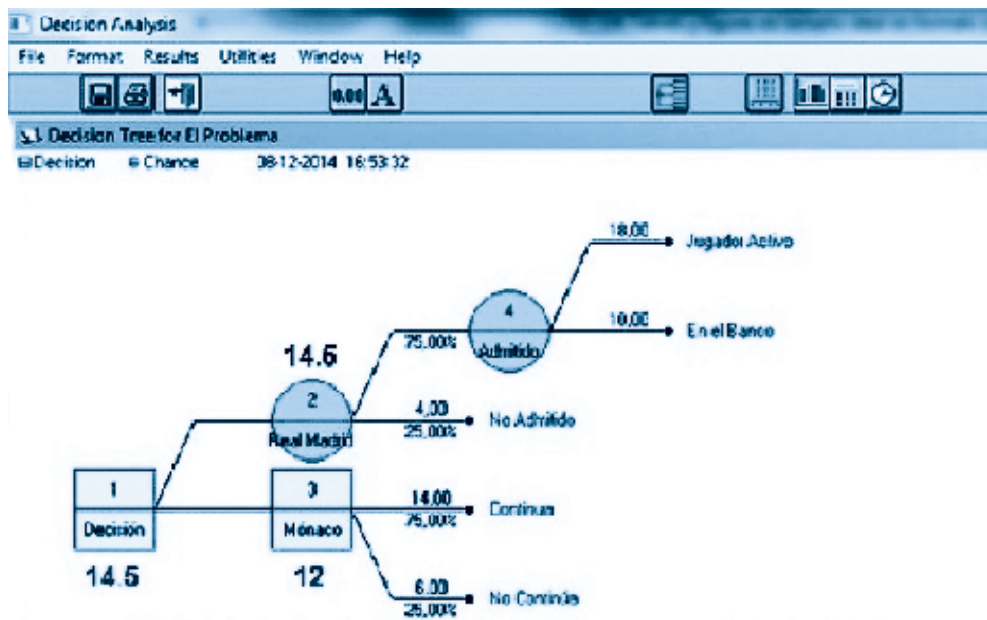 Decision Analysis
File Format Results Utilities Window Help
0.00 A
Decision Tree for El Problema
Decision Chance 08-12-2014 16:53:32
18,00 Jugador Activo
4
10,00 En el Banco
75,00% Admitido
14.5
2
4,00 No Admitido
Real Madrid 25,00%
1 3
14,00 Continua
Decisión Mónaco 75,00%
14.5 12
6,00 No Continúa
25,00%